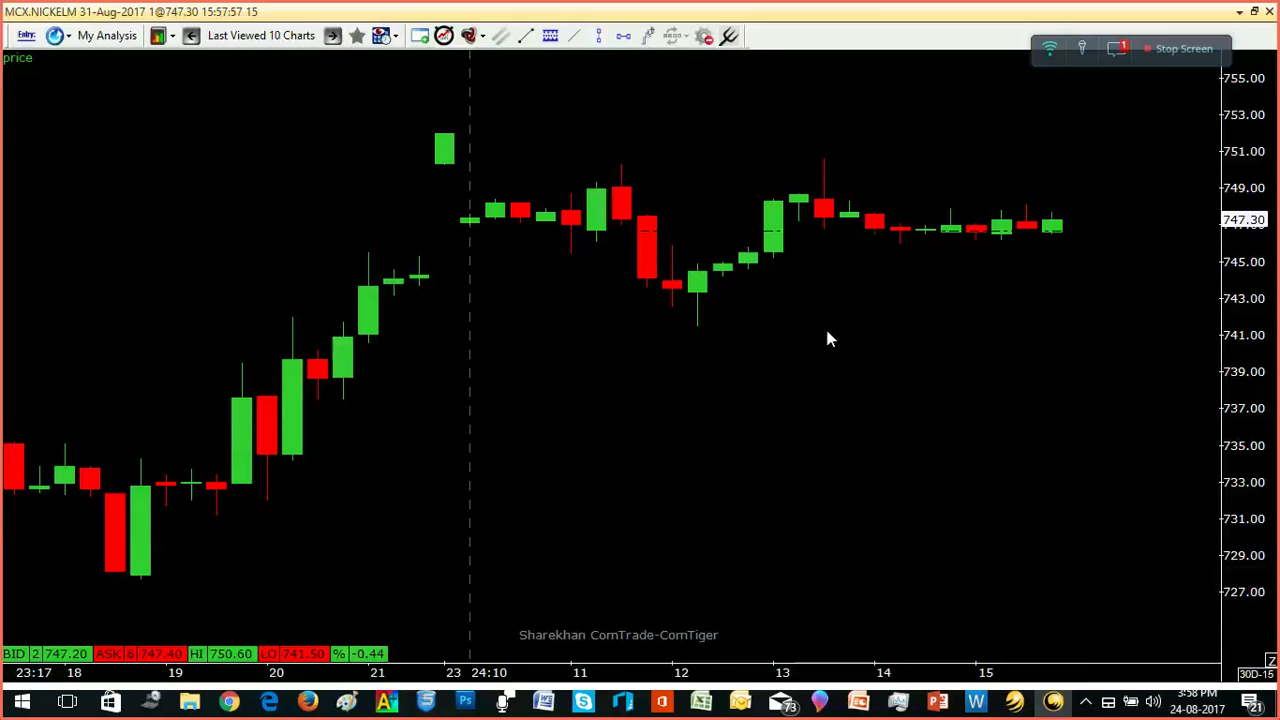 MCX.NICKELM 31-Aug-2017 1@747.30 15:57:57 15
Entry: My Analysis Last Viewed 10 Charts
1 Stop Screen
price
755.00
753.00
751.00
749.00
747.30
745.00
743.00
741.00
739.00
737.00
735.00
733.00
731.00
729.00
727.00
Sharekhan ComTrade-ComTiger
BID 2 747.20 ASK 6 747.40 HI 750.60 LO 741.50 % -0.44
23:17 18 19 20 21 23 24:10 11 12 13 14 15 30D-15
3:58 PM
73 24-08-2017 21